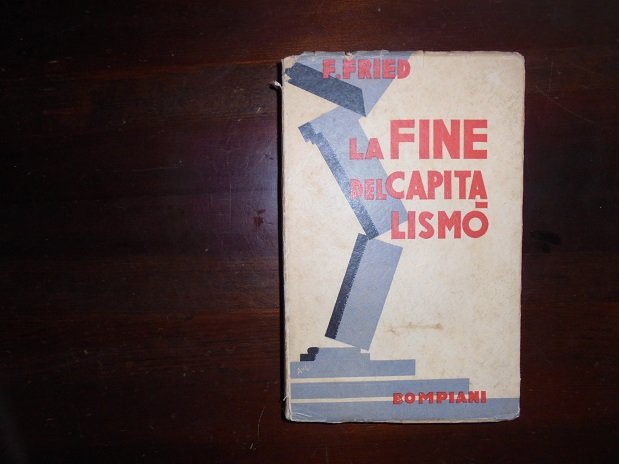 F. FRIED
LA FINE
DEL CAPITA-
LISMO
BOMPIANI